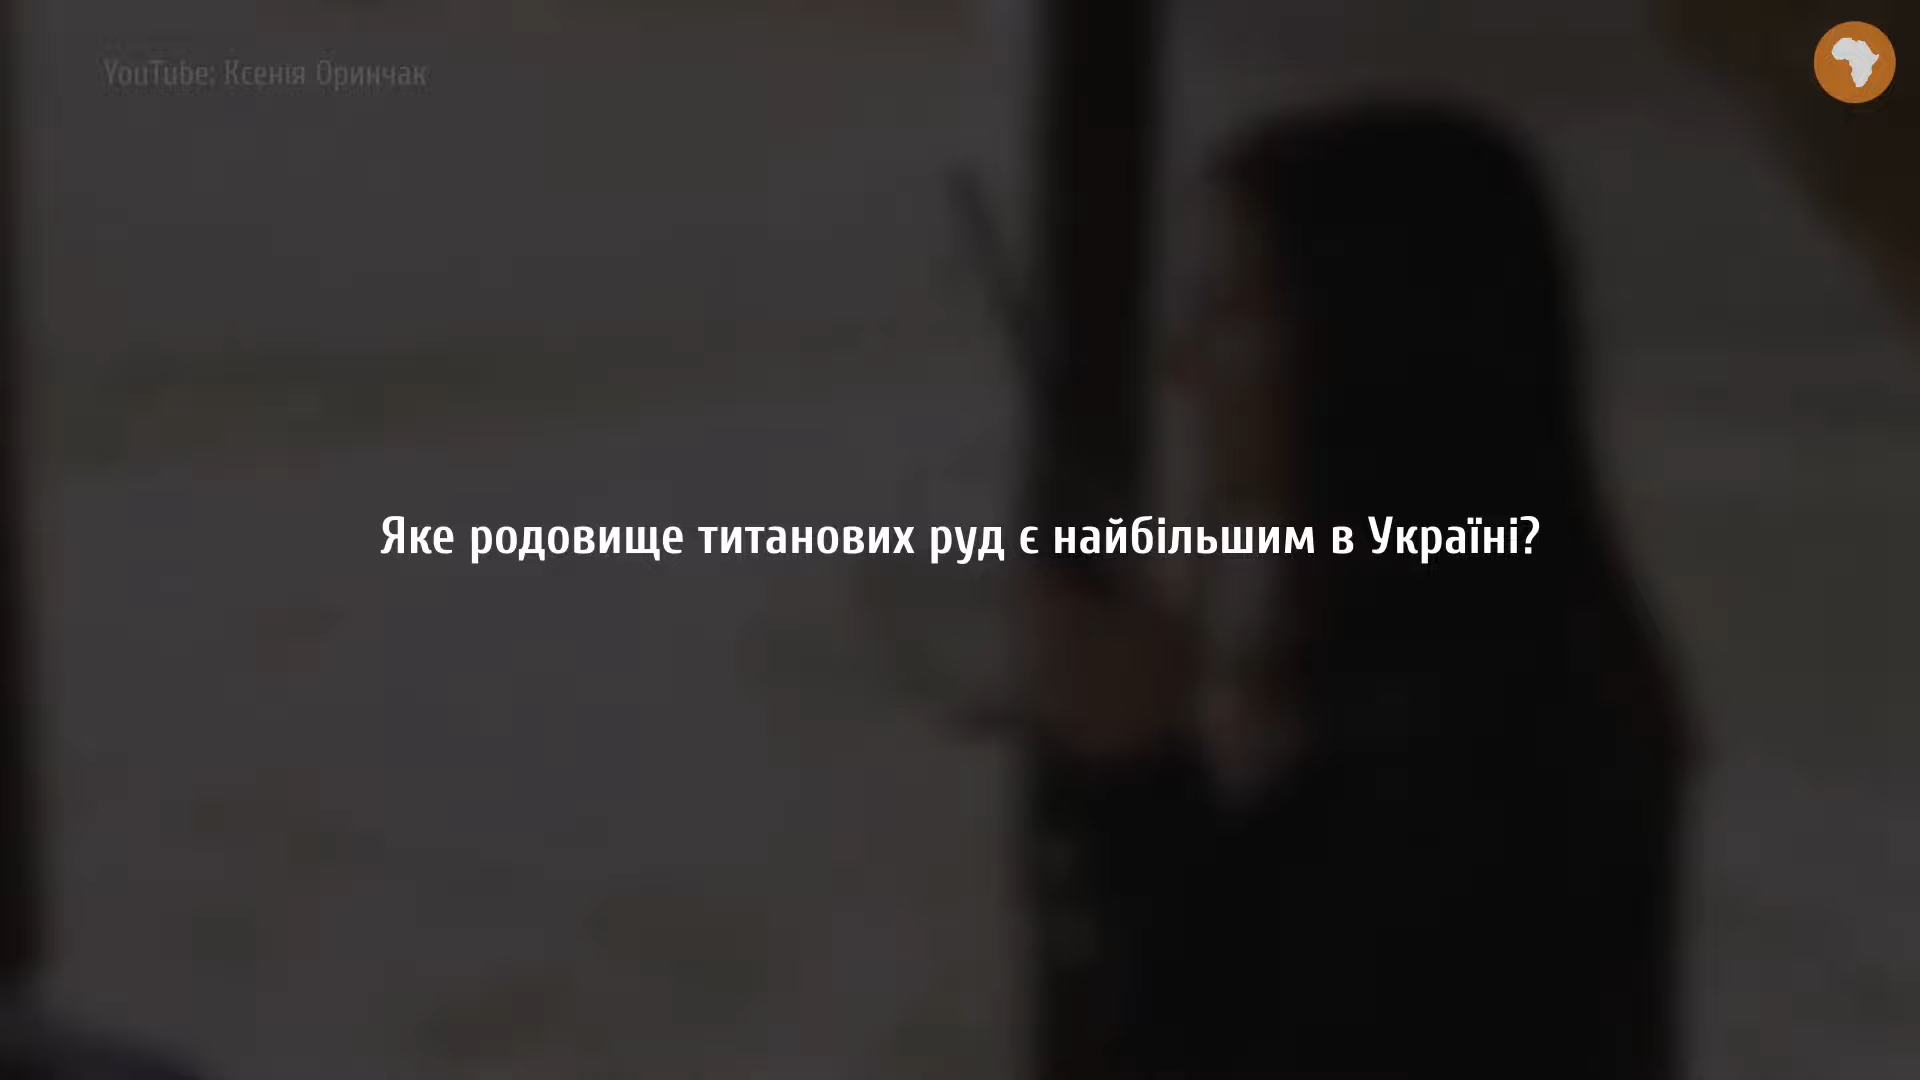 YouTube: Ксенія Оринчак
Яке родовище титанових руд є найбільшим в Україні?